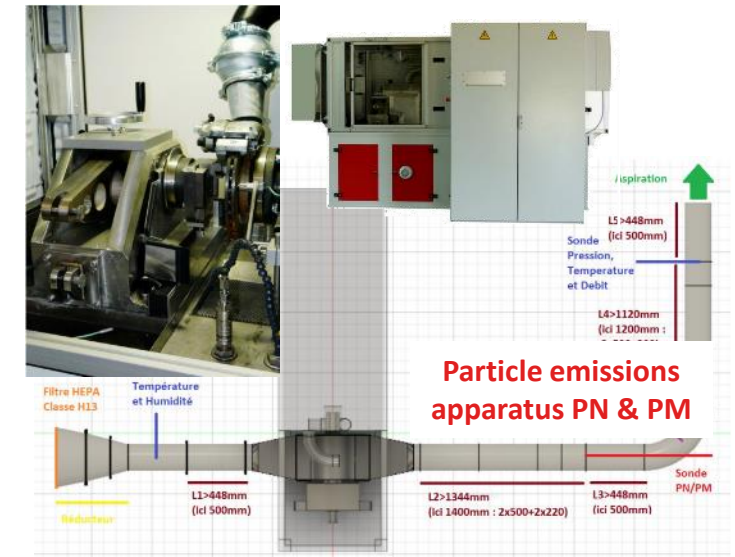 Aspiration
L5>448mm
(ici 500mm)
Sonde
Pression,
Temperature
et Debit
L4>1120mm
(ici 1200mm :
Particle emissions
apparatus PN & PM
Filtre HEPA
Classe H13
Température
et Humidité
Réducteur
L1>448mm
(ici 500mm)
L2>1344mm
(ici 1400mm : 2x500+2x220)
L3>448mm
(ici 500mm)
Sonde
PN/PM